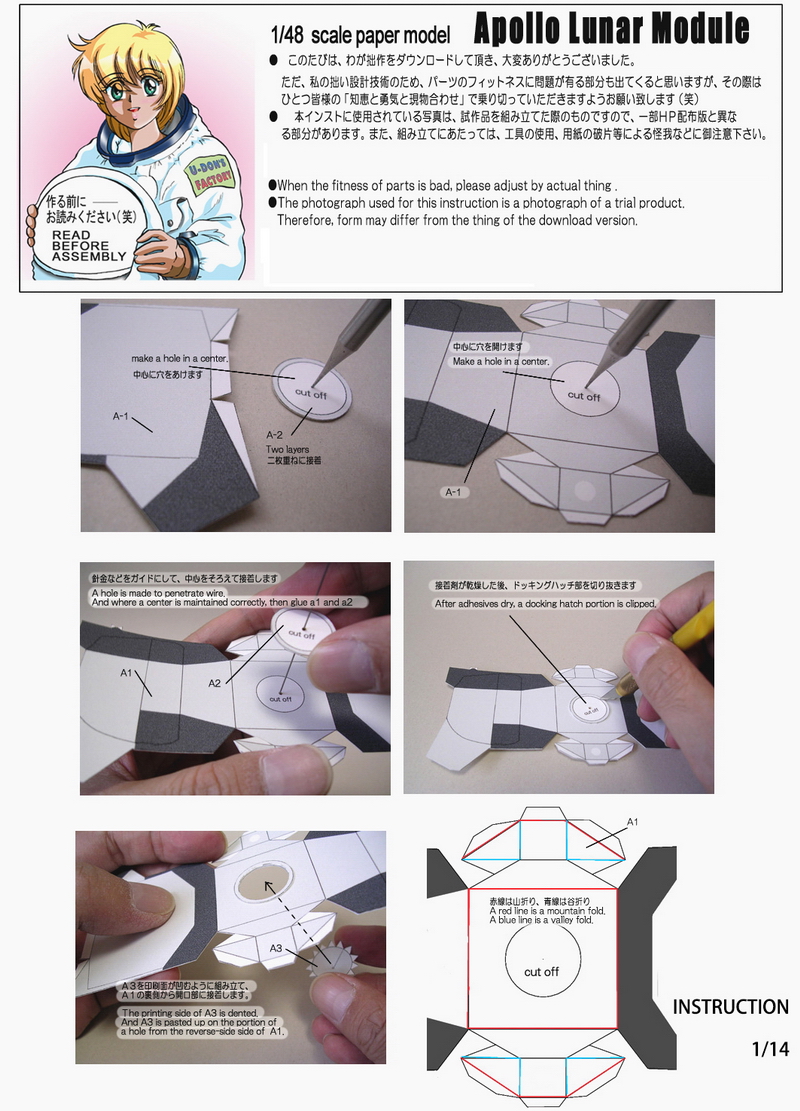 1/48 scale paper model Apollo Lunar Module
● このたびは、わが拙作をダウンロードして頂き、大変ありがとうございました。
ただ、私の拙い設計技術のため、パーツのフィットネスに問題が有る部分も出てくると思いますが、その際は
ひとつ皆様の「知恵と勇気と現物合わせ」で乗り切っていただきますようお願い致します（笑）
● 本インストに使用されている写真は、試作品を組み立てた際のものですので、一部HP配布版と異な
る部分があります。また、組み立てにあたっては、工具の使用、用紙の破片等による怪我などに御注意下さい。
●When the fitness of parts is bad, please adjust by actual thing .
●The photograph used for this instruction is a photograph of a trial product.
Therefore, form may differ from the thing of the download version.
U-DON'S
FACTORY
作る前に
お読みください(笑)
READ
BEFORE
ASSEMBLY
make a hole in a center.
中心に穴をあけます
cut off
A-1
A-2
Two layers
二枚重ねに接着
中心に穴を開けます
Make a hole in a center.
cut off
A-1
針金などをガイドにして、中心をそろえて接着します
A hole is made to penetrate wire.
And where a center is maintained correctly, then glue a1 and a2
cut off
A1
A2
cut off
接着剤が乾燥した後、ドッキングハッチ部を切り抜きます
After adhesives dry, a docking hatch portion is clipped.
cut off
A3
A3を印刷面が凹むように組み立て、
A1の裏側から開口部に接着します。
The printing side of A3 is dented.
And A3 is pasted up on the portion of
a hole from the reverse-side side of A1.
A1
赤線は山折り、青線は谷折り
A red line is a mountain fold.
A blue line is a valley fold.
cut off
INSTRUCTION
1/14